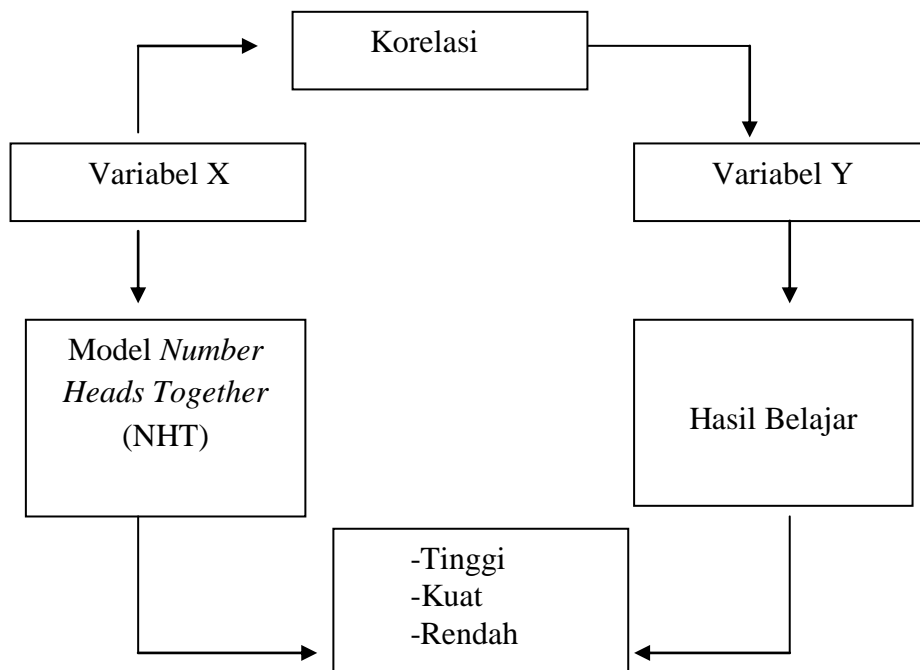 Korelasi
Variabel X
Variabel Y
Model Number
Heads Together
(NHT)
Hasil Belajar
-Tinggi
-Kuat
-Rendah